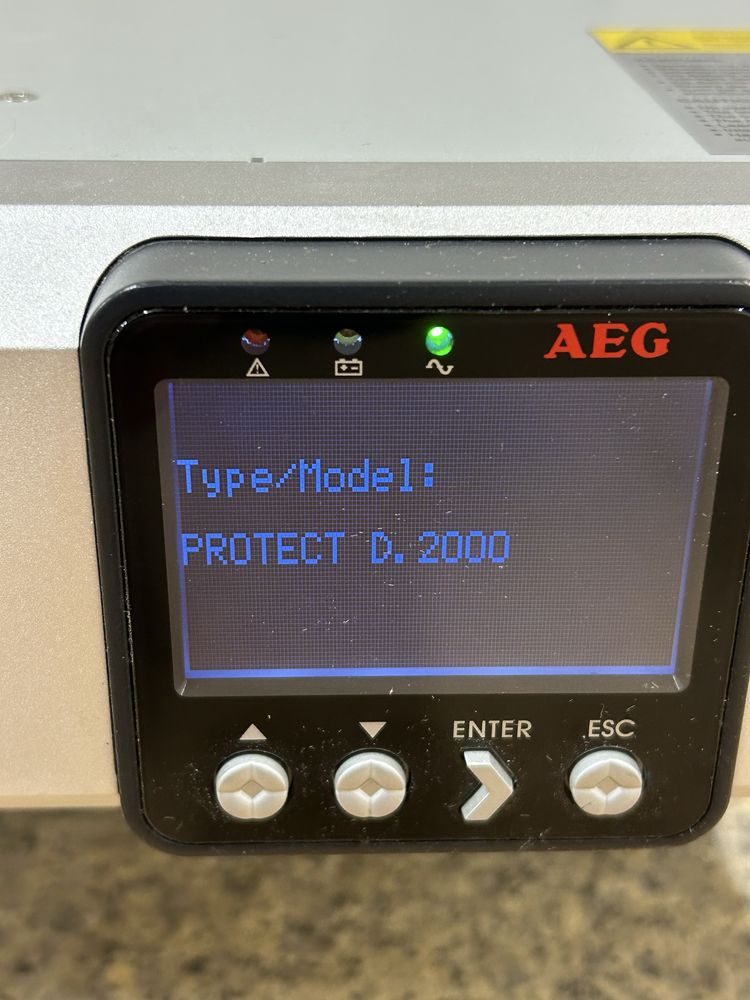 AEG
Type/Model:
PROTECT D.2000
ENTER ESC